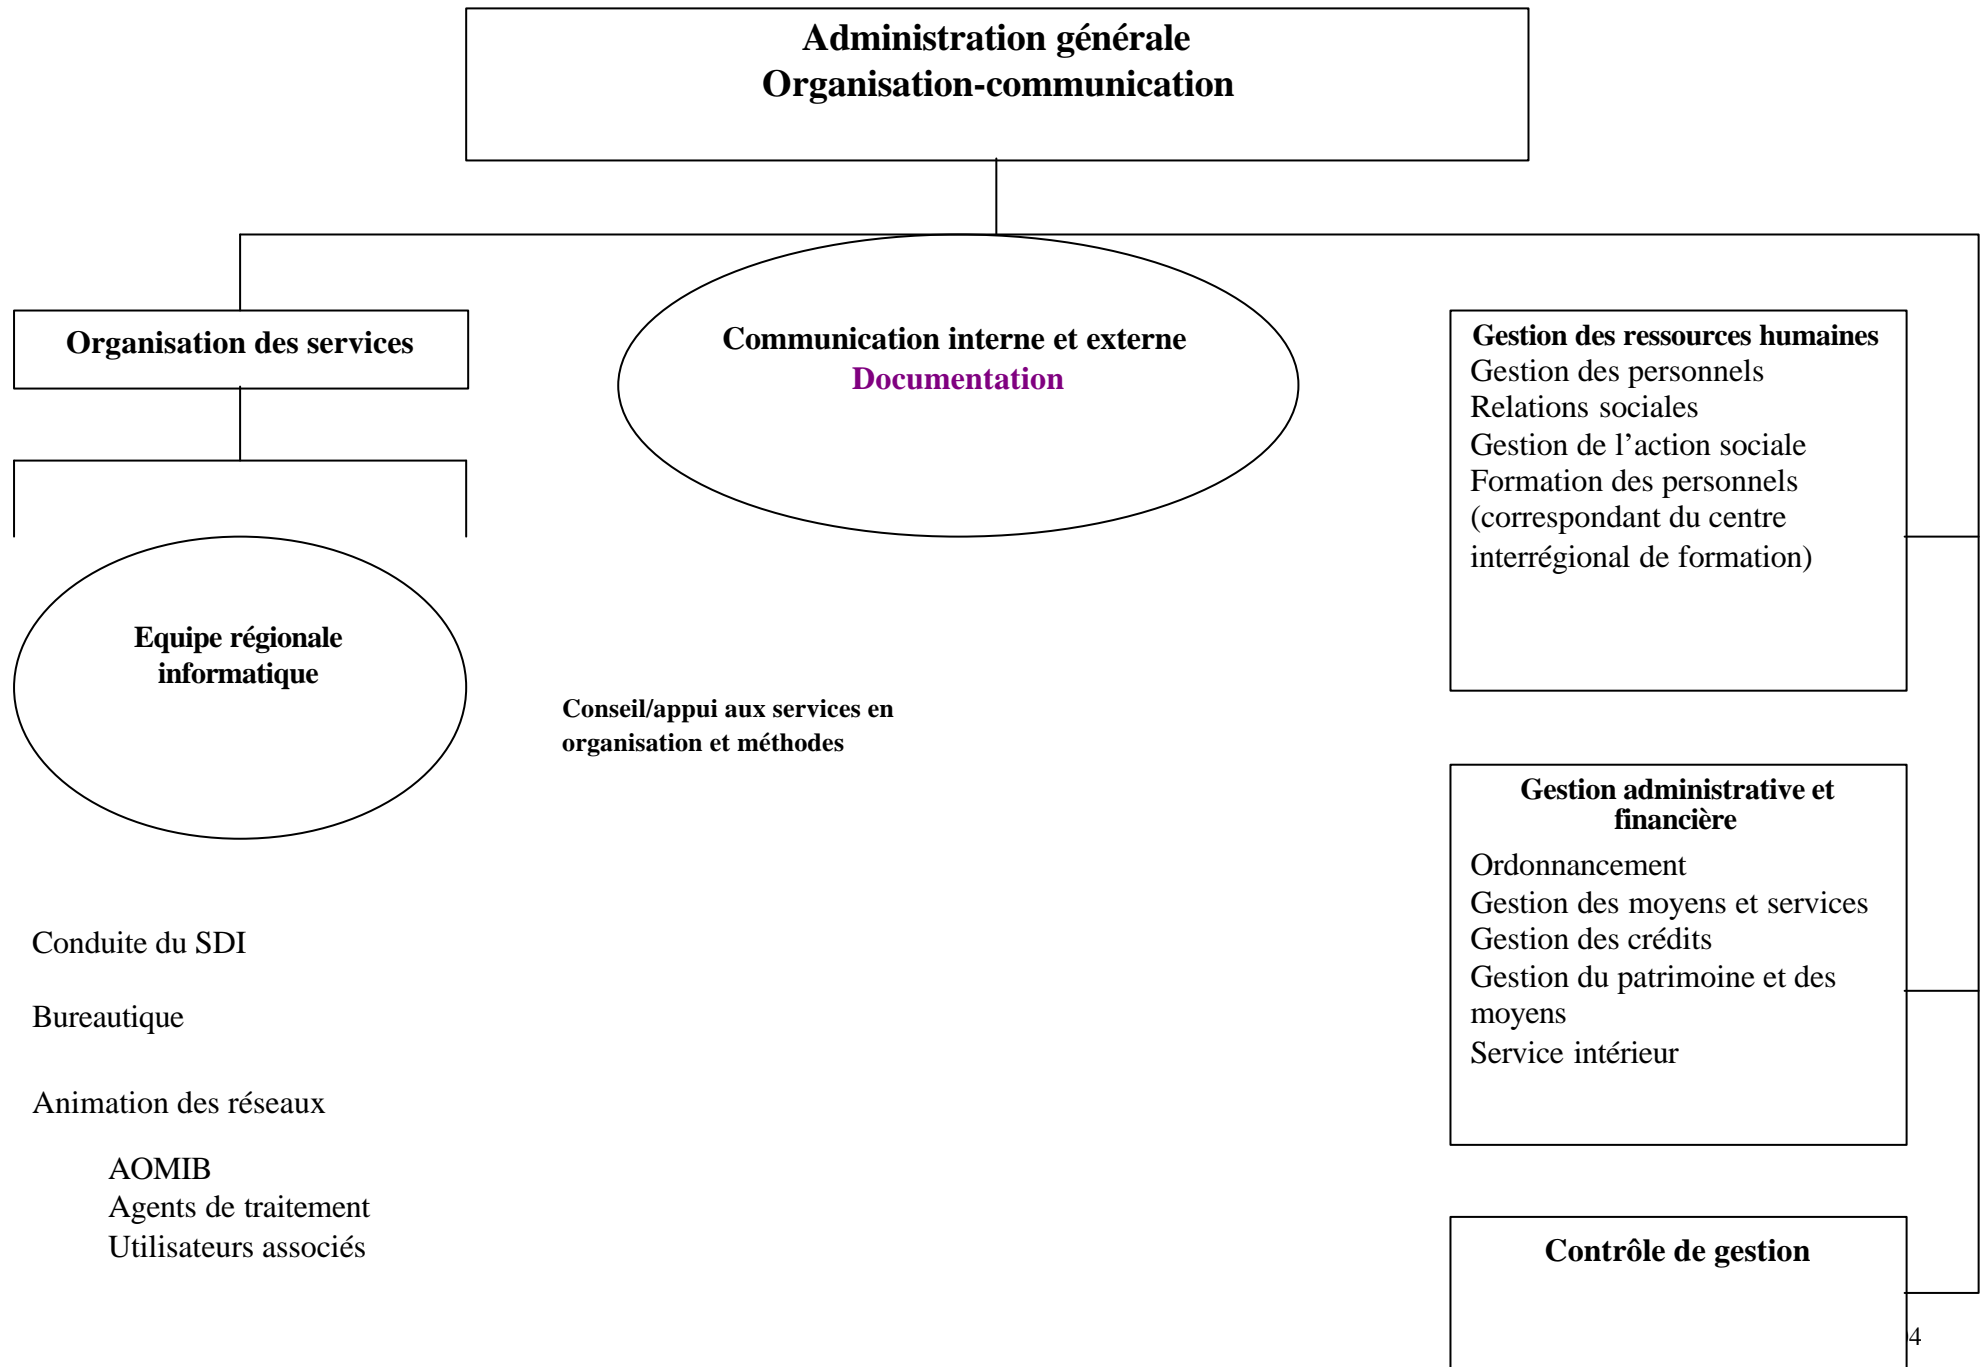 Administration générale
Organisation-communication
Organisation des services
Communication interne et externe
Documentation
Gestion des ressources humaines
Gestion des personnels
Relations sociales
Gestion de l’action sociale
Formation des personnels
(correspondant du centre
interrégional de formation)
Equipe régionale
informatique
Conseil/appui aux services en
organisation et méthodes
Gestion administrative et
financière
Ordonnancement
Gestion des moyens et services
Gestion des crédits
Gestion du patrimoine et des
moyens
Service intérieur
Conduite du SDI
Bureautique
Animation des réseaux
AOMIB
Agents de traitement
Utilisateurs associés
Contrôle de gestion